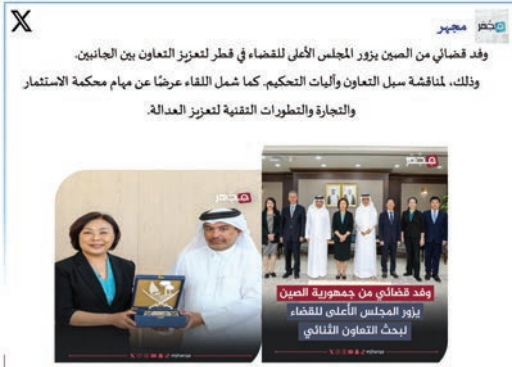 X
مجهر
مجهر
وفد قضائي من الصين يزور المجلس الأعلى للقضاء في قطر لتعزيز التعاون بين الجانبين.
وذلك، لمناقشة سبل التعاون وآليات التحكيم. كما شمل اللقاء عرضًا عن مهام محكمة الاستثمار
والتجارة والتطورات التقنية لتعزيز العدالة.
مجهر
مجهر
وفد قضائي من جمهورية الصين
يزور المجلس الأعلى للقضاء
لبحث التعاون الثنائي